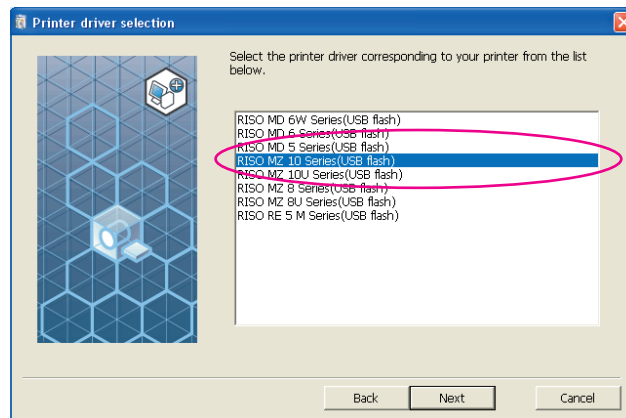 Printer driver selection
Select the printer driver corresponding to your printer from the list
below.
RISO MD 6W Series(USB flash)
RISO MD 6 Series(USB flash)
RISO MD 5 Series(USB flash)
RISO MZ 10 Series(USB flash)
RISO MZ 10U Series(USB flash)
RISO MZ 8 Series(USB flash)
RISO MZ 8U Series(USB flash)
RISO RE 5 M Series(USB flash)
Back
Next
Cancel